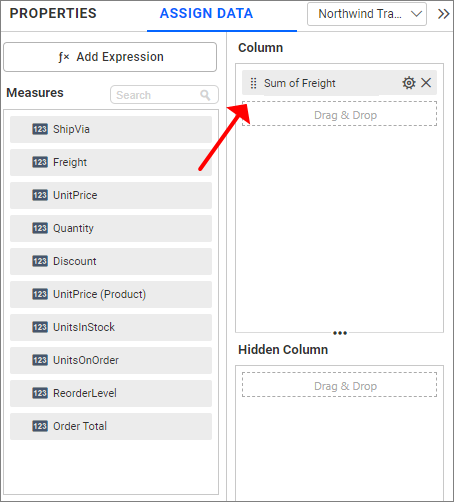 PROPERTIES
ASSIGN DATA
Northwind Tra...
ƒx Add Expression
Measures
Search
123 ShipVia
123 Freight
123 UnitPrice
123 Quantity
123 Discount
123 UnitPrice (Product)
123 UnitsInStock
123 UnitsOnOrder
123 ReorderLevel
123 Order Total
Column
Sum of Freight
Drag & Drop
Hidden Column
Drag & Drop